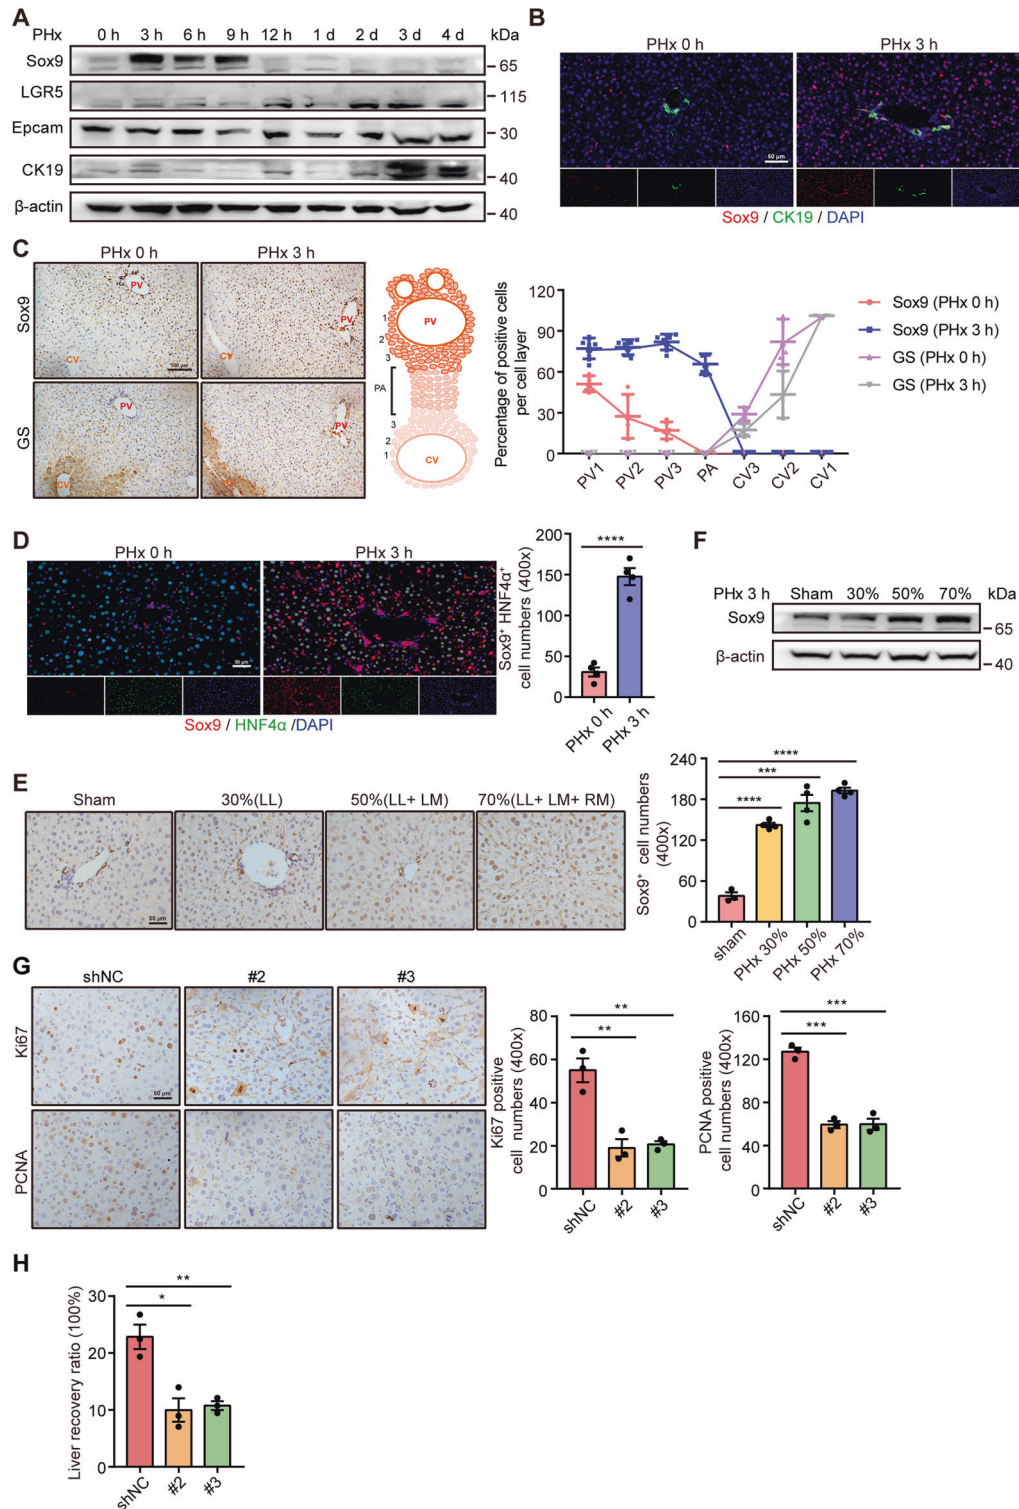 A
PHx 0 h 3 h 6 h 9 h 12 h 1 d 2 d 3 d 4 d kDa
Sox9
65
LGR5
115
Epcam
30
CK19
40
β-actin
40
B
PHx 0 h PHx 3 h
50 μm
Sox9 / CK19 / DAPI
C
PHx 0 h PHx 3 h
Sox9
PV PV
CV CV
100 μm
GS
PV PV
CV CV
PV
1
2
3
PA
3
2
1
CV
Percentage of positive cells
per cell layer
120
90
60
30
0
PV1 PV2 PV3 PA CV3 CV2 CV1
Sox9 (PHx 0 h)
Sox9 (PHx 3 h)
GS (PHx 0 h)
GS (PHx 3 h)
D
PHx 0 h PHx 3 h
50 μm
Sox9 / HNF4α /DAPI
Sox9⁺ HNF4α⁺
cell numbers (400x)
200
150
100
50
0
****
PHx 0 h PHx 3 h
F
PHx 3 h Sham 30% 50% 70% kDa
Sox9
65
β-actin
40
E
Sham 30%(LL) 50%(LL+ LM) 70%(LL+ LM+ RM)
50 μm
Sox9⁺ cell numbers
(400x)
240
180
120
60
0
****
***
****
sham PHx 30% PHx 50% PHx 70%
G
shNC #2 #3
Ki67
50 μm
PCNA
Ki67 positive
cell numbers (400x)
80
60
40
20
0
**
**
shNC #2 #3
PCNA positive
cell numbers (400x)
160
120
80
40
0
***
***
shNC #2 #3
H
Liver recovery ratio (100%)
30
20
10
0
**
*
shNC #2 #3